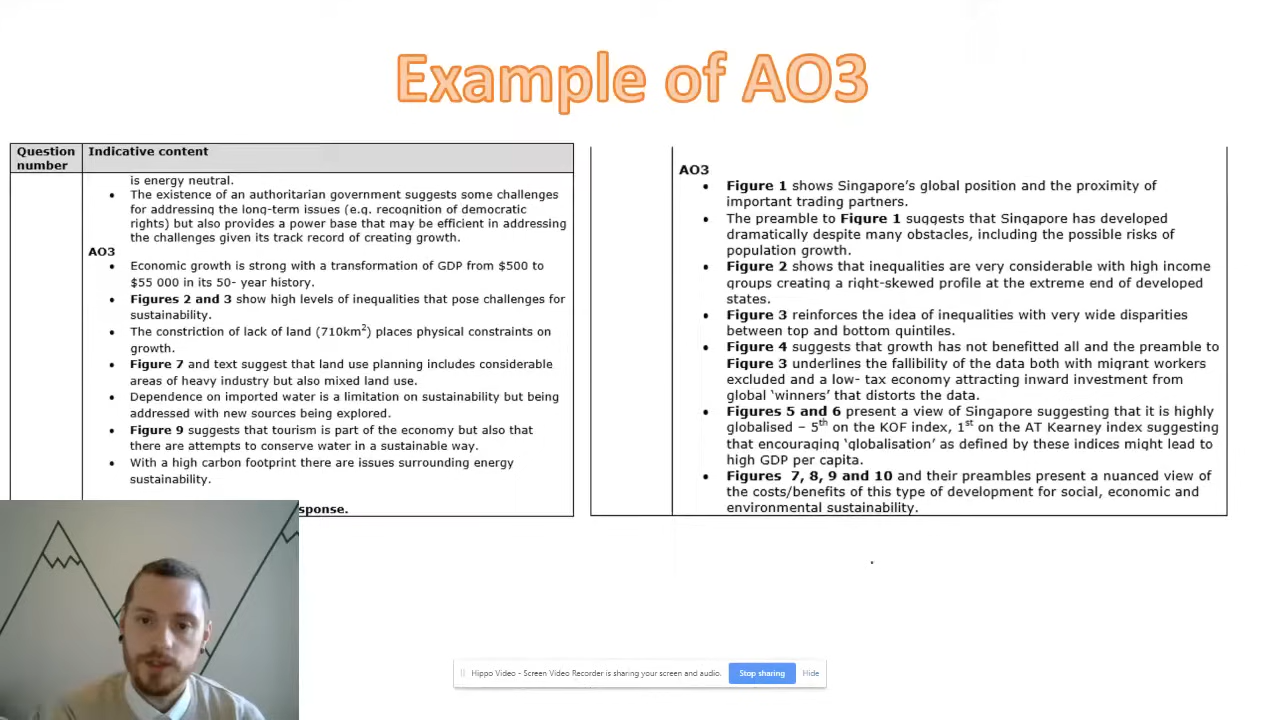 Example of AO3
Question
number
Indicative content
is energy neutral.
• The existence of an authoritarian government suggests some challenges
for addressing the long-term issues (e.g. recognition of democratic
rights) but also provides a power base that may be efficient in addressing
the challenges given its track record of creating growth.
AO3
• Economic growth is strong with a transformation of GDP from $500 to
$55 000 in its 50- year history.
• Figures 2 and 3 show high levels of inequalities that pose challenges for
sustainability.
• The constriction of lack of land (710km²) places physical constraints on
growth.
• Figure 7 and text suggest that land use planning includes considerable
areas of heavy industry but also mixed land use.
• Dependence on imported water is a limitation on sustainability but being
addressed with new sources being explored.
• Figure 9 suggests that tourism is part of the economy but also that
there are attempts to conserve water in a sustainable way.
• With a high carbon footprint there are issues surrounding energy
sustainability.
sponse.
AO3
• Figure 1 shows Singapore's global position and the proximity of
important trading partners.
• The preamble to Figure 1 suggests that Singapore has developed
dramatically despite many obstacles, including the possible risks of
population growth.
• Figure 2 shows that inequalities are very considerable with high income
groups creating a right-skewed profile at the extreme end of developed
states.
• Figure 3 reinforces the idea of inequalities with very wide disparities
between top and bottom quintiles.
• Figure 4 suggests that growth has not benefitted all and the preamble to
Figure 3 underlines the fallibility of the data both with migrant workers
excluded and a low- tax economy attracting inward investment from
global 'winners' that distorts the data.
• Figures 5 and 6 present a view of Singapore suggesting that it is highly
globalised – 5th on the KOF index, 1st on the AT Kearney index suggesting
that encouraging 'globalisation' as defined by these indices might lead to
high GDP per capita.
• Figures 7, 8, 9 and 10 and their preambles present a nuanced view of
the costs/benefits of this type of development for social, economic and
environmental sustainability.
Hippo Video - Screen Video Recorder is sharing your screen and audio.
Stop sharing
Hide